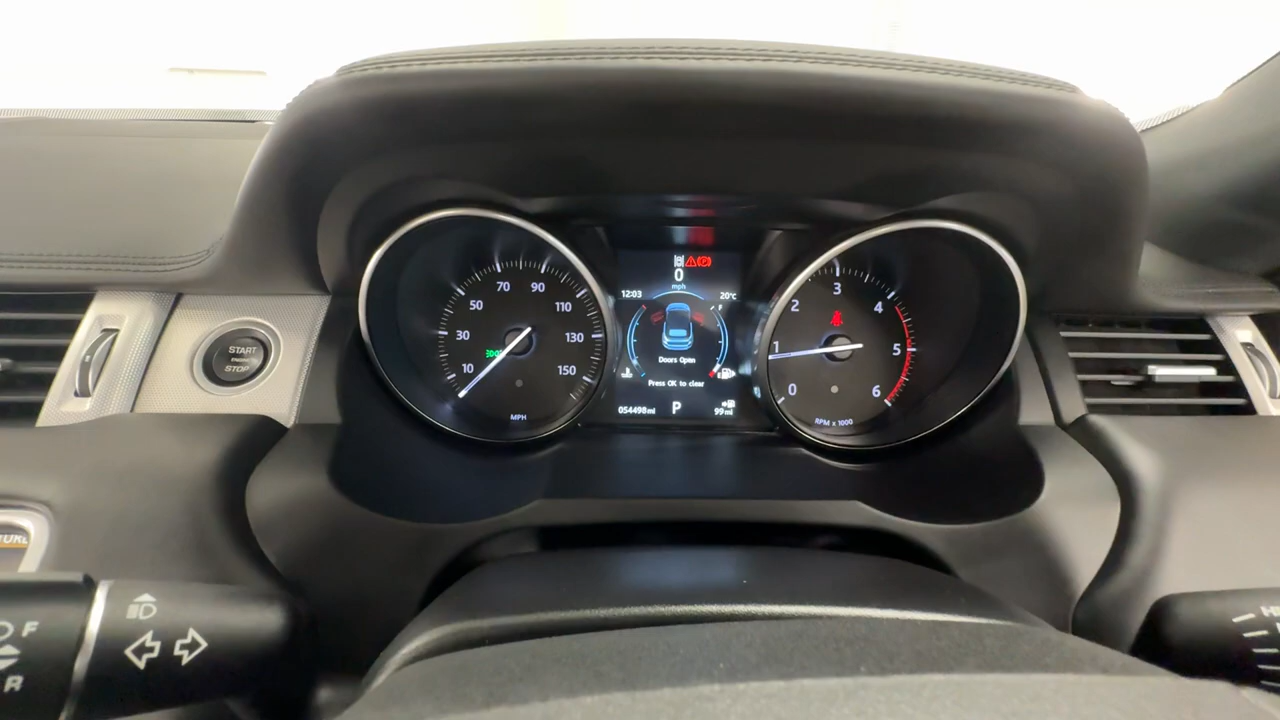 0
mph
12:03
20°C
F
Doors Open
Press OK to clear
054498mi
P
99mi
10
30
50
70
90
110
130
150
MPH
0
1
2
3
4
5
6
RPM x 1000
START
ENGINE
STOP
F
R
H